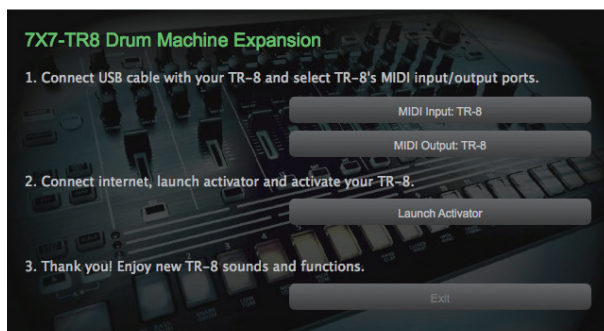 7X7-TR8 Drum Machine Expansion
1. Connect USB cable with your TR-8 and select TR-8's MIDI input/output ports.
MIDI Input: TR-8
MIDI Output: TR-8
2. Connect internet, launch activator and activate your TR-8.
Launch Activator
3. Thank you! Enjoy new TR-8 sounds and functions.
Exit